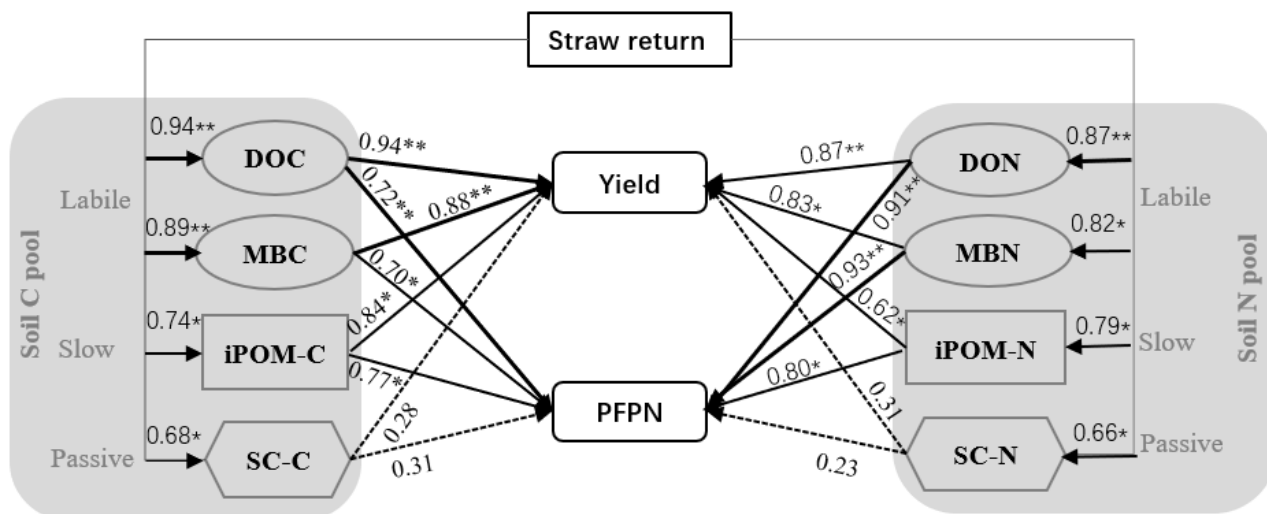 Straw return
0.94** DOC 0.94** Yield 0.87** DON 0.87**
0.72** 0.91**
Labile 0.88** 0.83* Labile
0.89** MBC 0.70* 0.93** MBN 0.82*
Soil C pool Soil N pool
0.74* iPOM-C 0.84* 0.62* iPOM-N 0.79*
Slow 0.77* 0.80* Slow
PFPN
0.68* SC-C 0.28 0.31 SC-N 0.66*
Passive 0.31 0.23 Passive